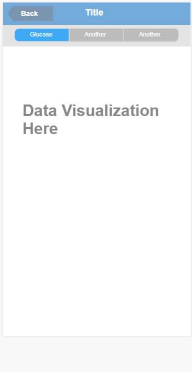 Back
Title
Glucose
Another
Another
Data Visualization
Here